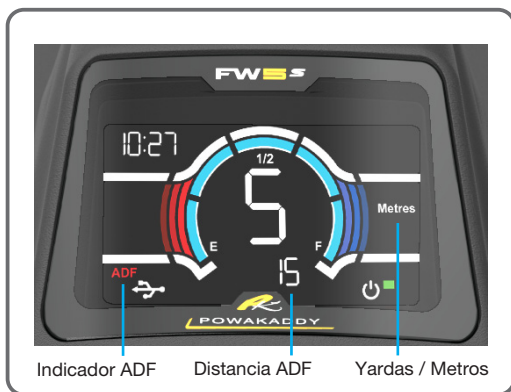 FW5s
10:27
1/2
5
Metres
E
F
ADF
15
POWAKADDY
Indicador ADF
Distancia ADF
Yardas / Metros